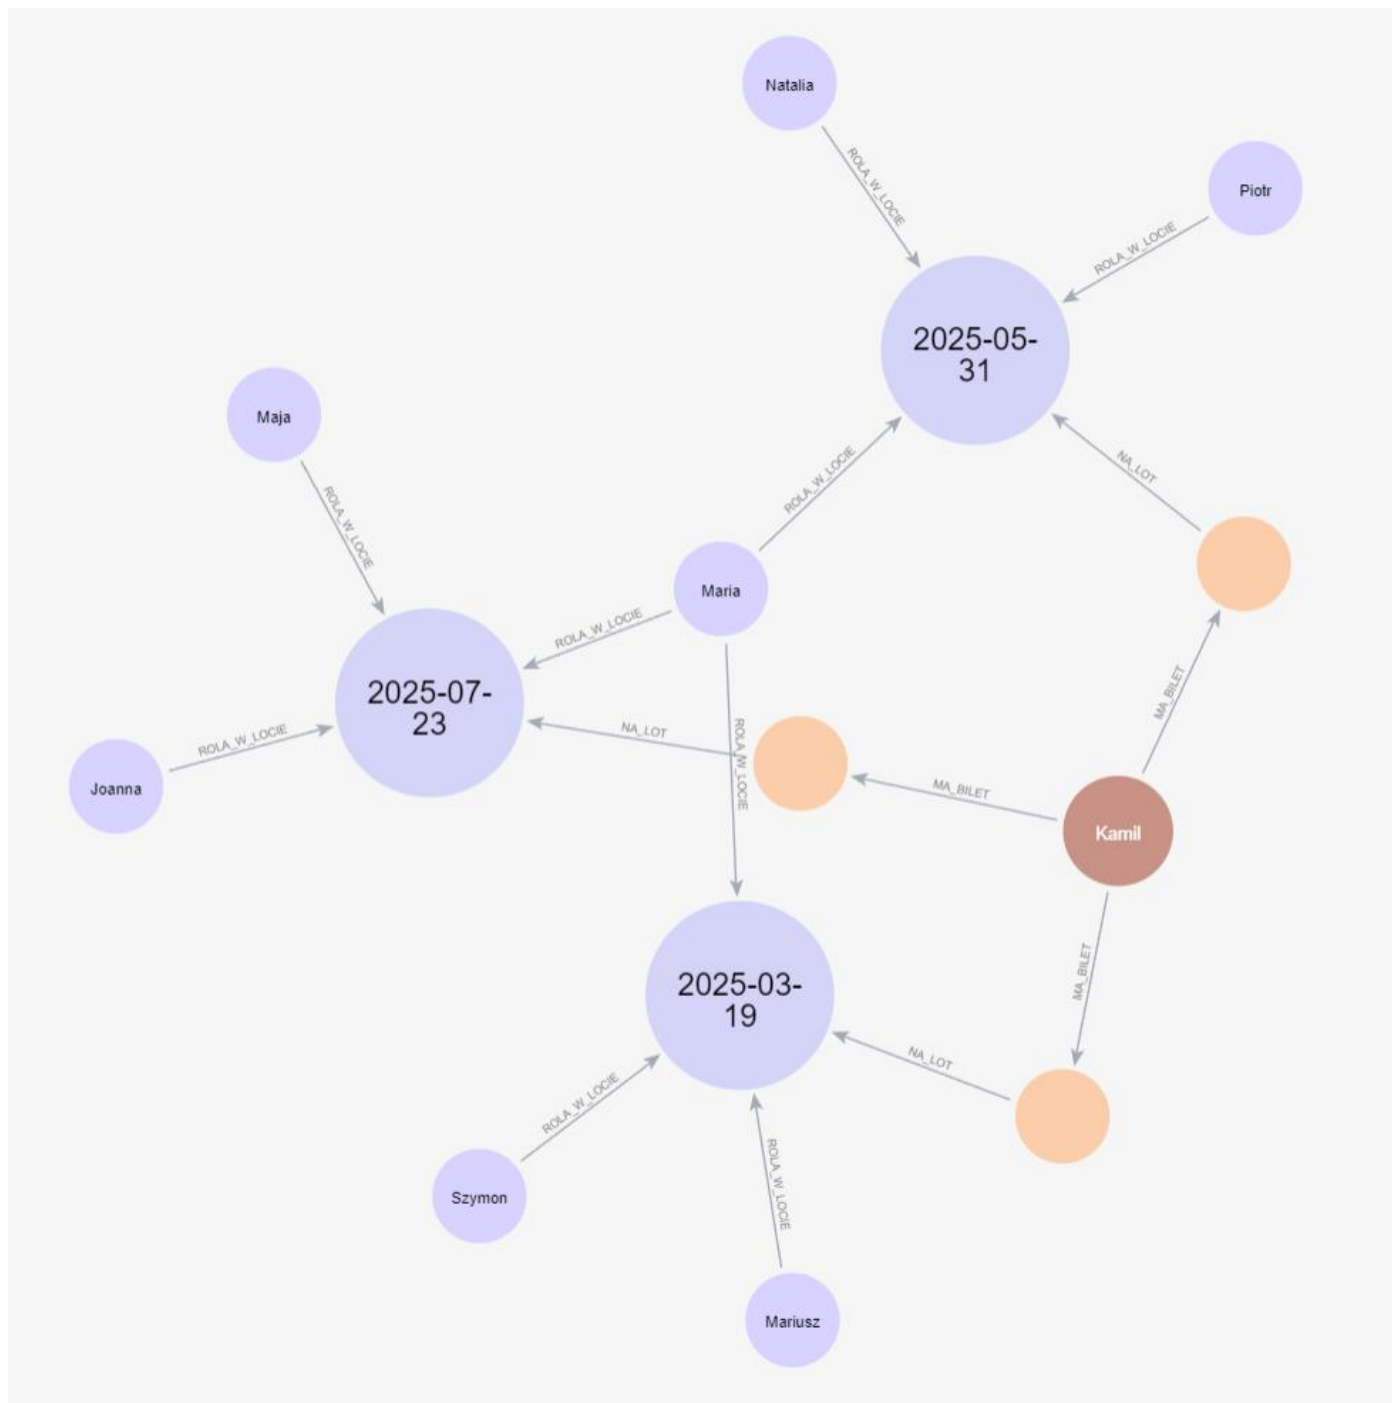 Natalia
Piotr
ROLA_W_LOCIE
ROLA_W_LOCIE
2025-05-
31
Maja
ROLA_W_LOCIE
ROLA_W_LOCIE
NA_LOT
Maria
ROLA_W_LOCIE
2025-07-
23
MA_BILET
ROLA_W_LOCIE
NA_LOT
ROLA_W_LOCIE
Joanna
MA_BILET
Kamil
2025-03-
19
MA_BILET
NA_LOT
ROLA_W_LOCIE
ROLA_W_LOCIE
Szymon
Mariusz